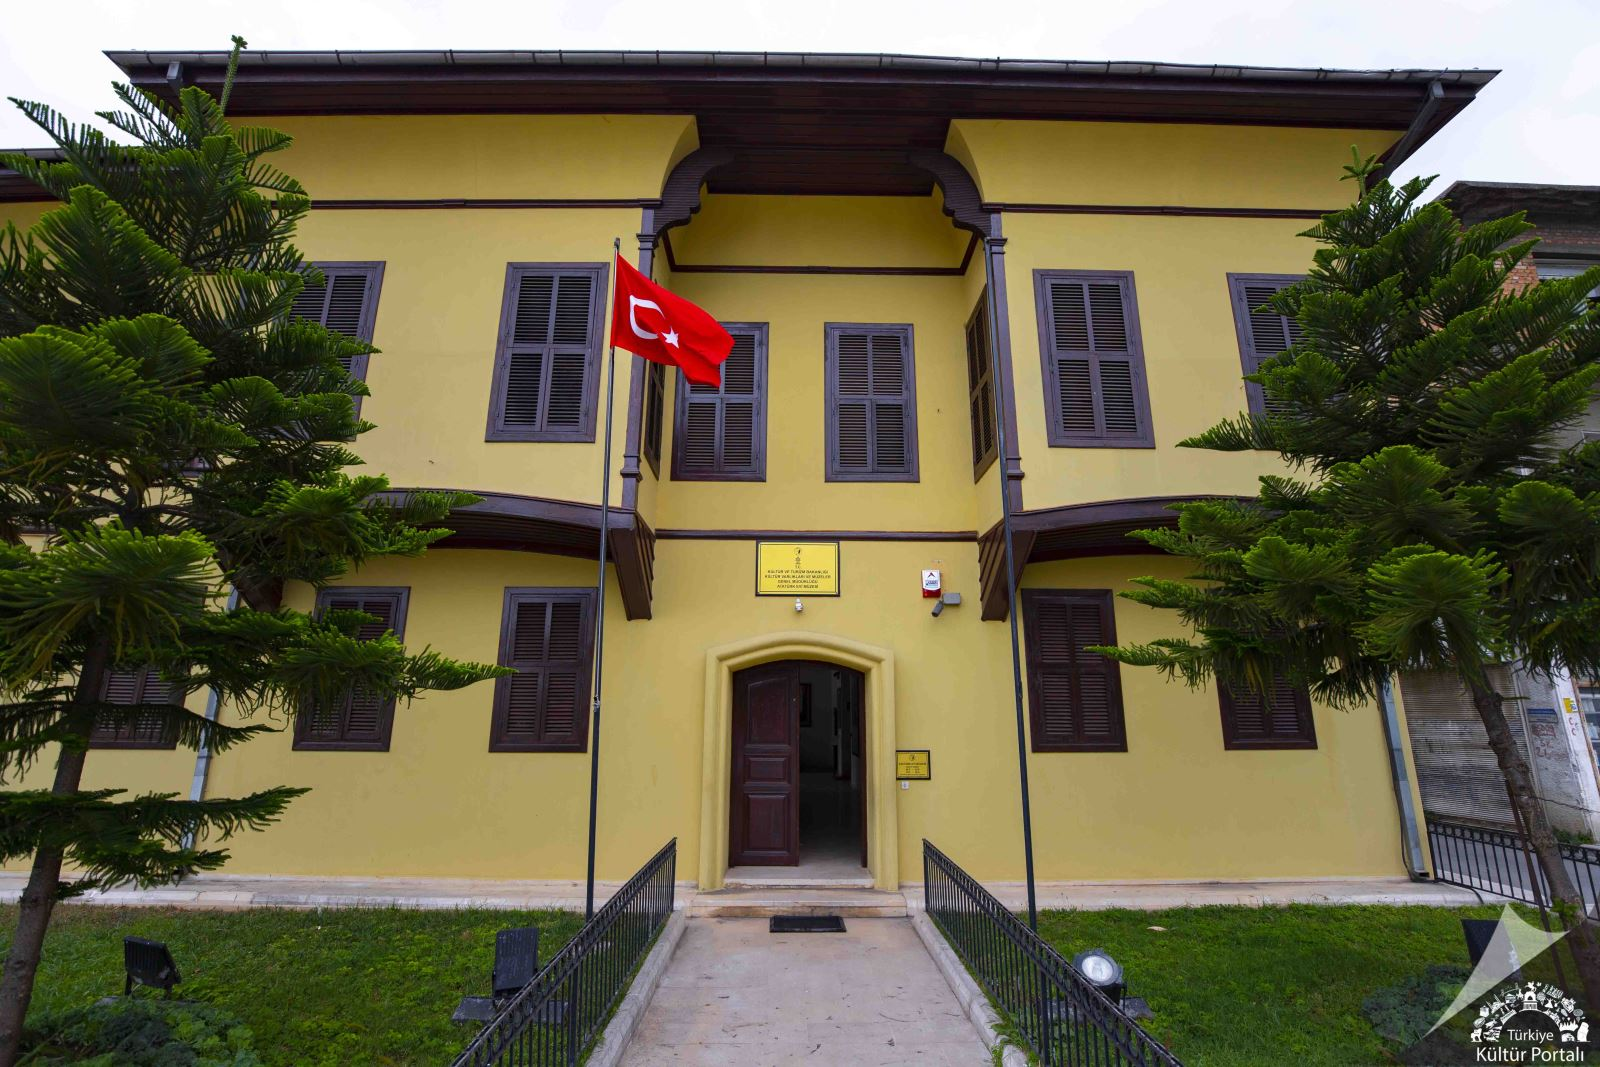 T.C.
KÜLTÜR VE TURİZM BAKANLIĞI
KÜLTÜR VARLIKLARI VE MÜZELER
GENEL MÜDÜRLÜĞÜ
ATATÜRK EVİ MÜZESİ
Türkiye
Kültür Portalı